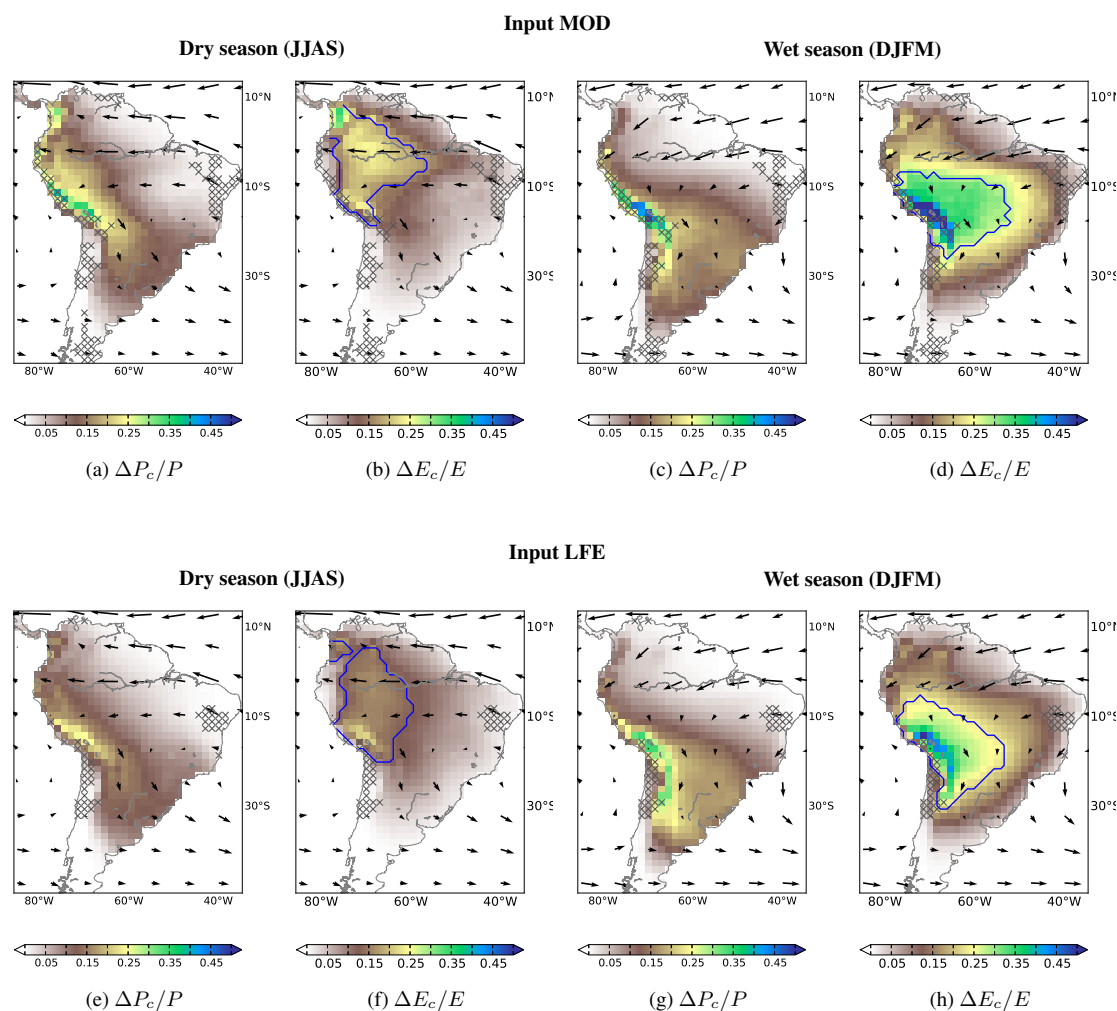 Input MOD
Dry season (JJAS) Wet season (DJFM)
10°N 10°N 10°N 10°N
10°S 10°S 10°S 10°S
30°S 30°S 30°S 30°S
80°W 60°W 40°W 80°W 60°W 40°W 80°W 60°W 40°W 80°W 60°W 40°W
0.05 0.15 0.25 0.35 0.45 0.05 0.15 0.25 0.35 0.45 0.05 0.15 0.25 0.35 0.45 0.05 0.15 0.25 0.35 0.45
(a) ΔP_c/P (b) ΔE_c/E (c) ΔP_c/P (d) ΔE_c/E
Input LFE
Dry season (JJAS) Wet season (DJFM)
10°N 10°N 10°N 10°N
10°S 10°S 10°S 10°S
30°S 30°S 30°S 30°S
80°W 60°W 40°W 80°W 60°W 40°W 80°W 60°W 40°W 80°W 60°W 40°W
0.05 0.15 0.25 0.35 0.45 0.05 0.15 0.25 0.35 0.45 0.05 0.15 0.25 0.35 0.45 0.05 0.15 0.25 0.35 0.45
(e) ΔP_c/P (f) ΔE_c/E (g) ΔP_c/P (h) ΔE_c/E